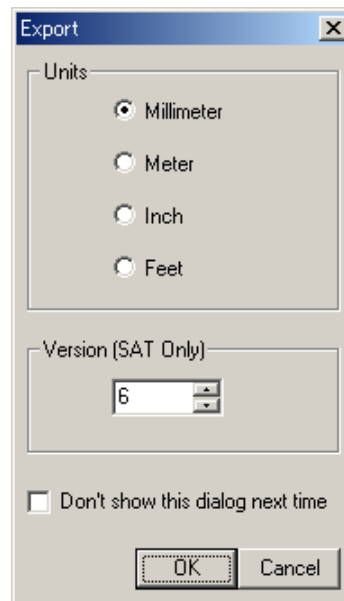 Export
Units
Millimeter
Meter
Inch
Feet
Version (SAT Only)
6
Don't show this dialog next time
OK Cancel